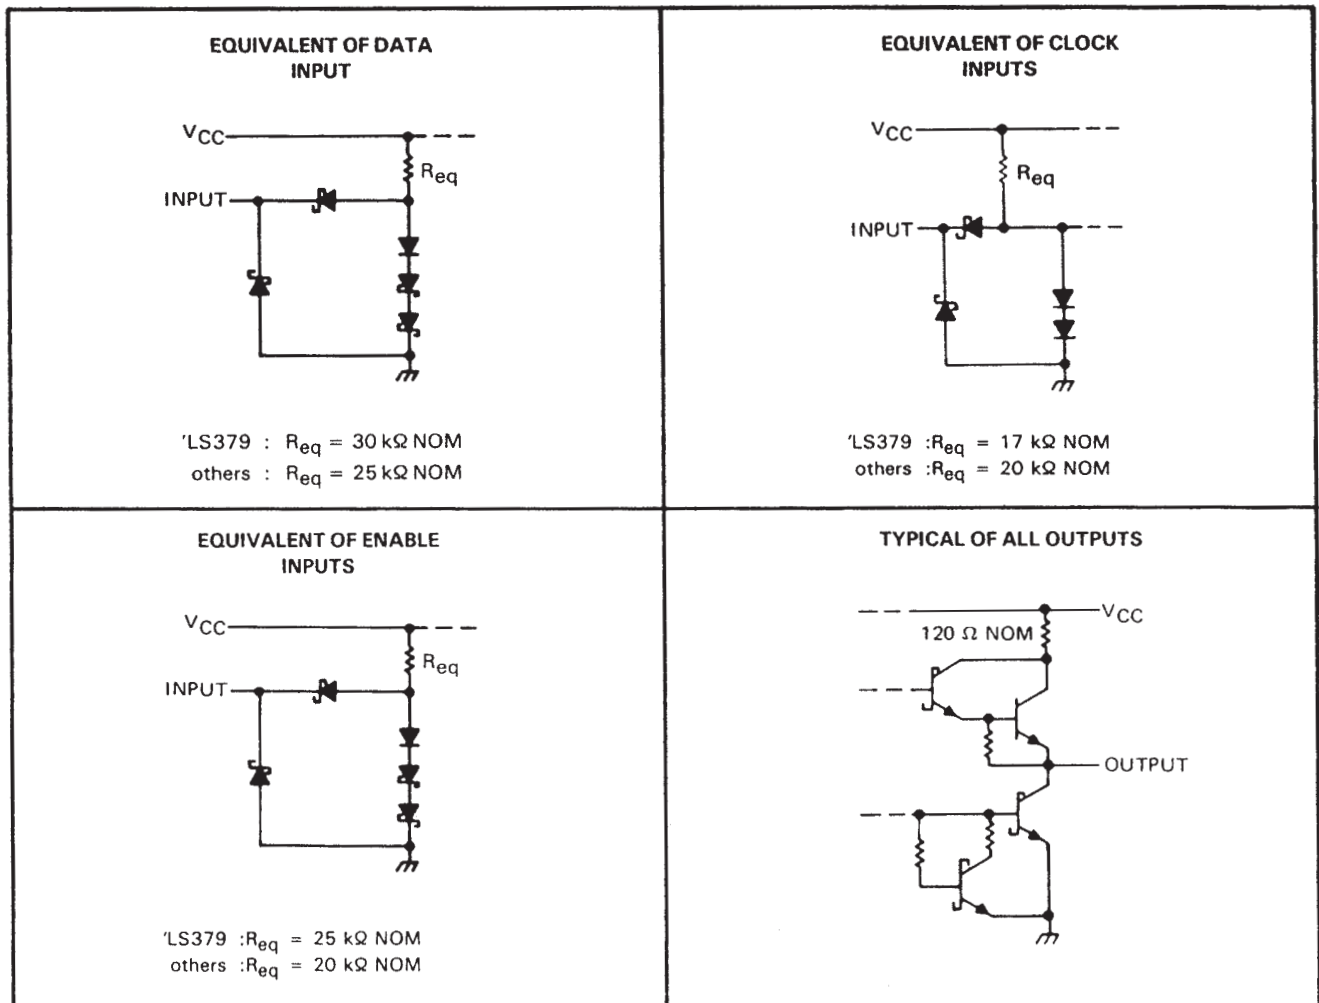 EQUIVALENT OF DATA
INPUT
VCC
Req
INPUT
'LS379 : Req = 30 kΩ NOM
others : Req = 25 kΩ NOM
EQUIVALENT OF CLOCK
INPUTS
VCC
Req
INPUT
'LS379 :Req = 17 kΩ NOM
others :Req = 20 kΩ NOM
EQUIVALENT OF ENABLE
INPUTS
VCC
Req
INPUT
'LS379 :Req = 25 kΩ NOM
others :Req = 20 kΩ NOM
TYPICAL OF ALL OUTPUTS
VCC
120 Ω NOM
OUTPUT